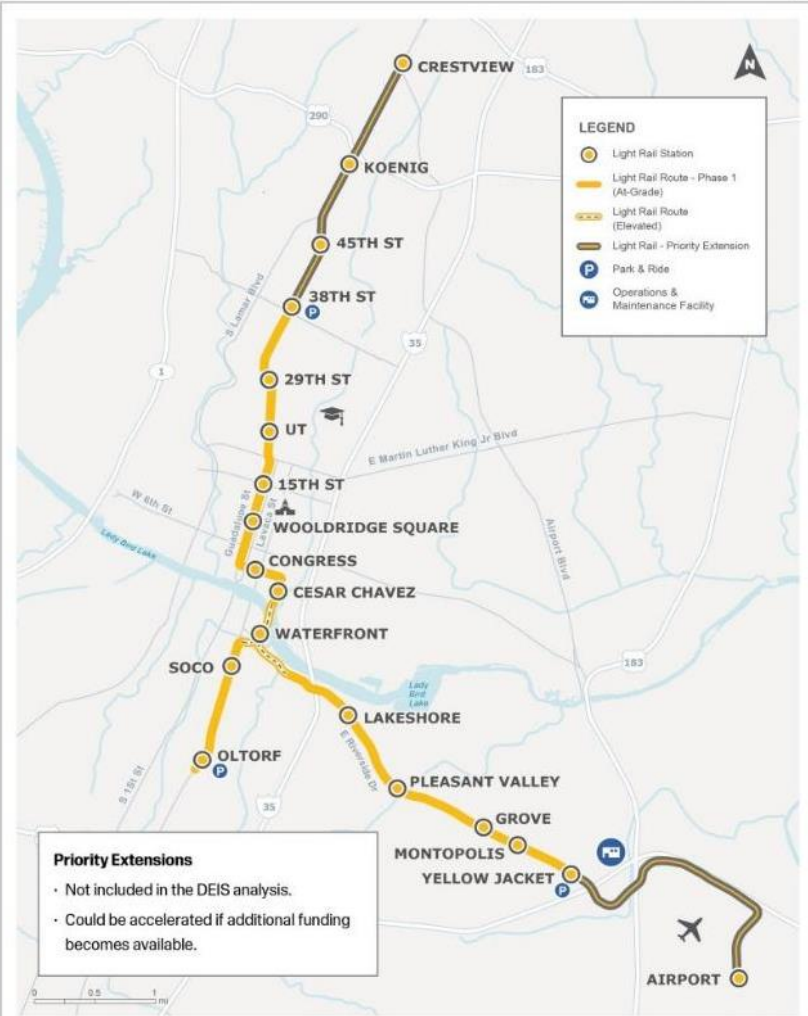 CRESTVIEW
183
N
290
KOENIG
LEGEND
Light Rail Station
Light Rail Route - Phase 1
(At-Grade)
Light Rail Route
(Elevated)
Light Rail - Priority Extension
P
Park & Ride
Operations &
Maintenance Facility
45TH ST
S Lamar Blvd
38TH ST
P
35
1
29TH ST
UT
E Martin Luther King Jr Blvd
15TH ST
W 6th St
Guadalupe St
Lavaca St
WOOLDRIDGE SQUARE
Airport Blvd
Lady Bird Lake
CONGRESS
CESAR CHAVEZ
WATERFRONT
183
SOCO
Lady
Bird
Lake
LAKESHORE
E Riverside Dr
OLTORF
P
S 1St St
PLEASANT VALLEY
35
GROVE
MONTOPOLIS
YELLOW JACKET
P
AIRPORT
Priority Extensions
· Not included in the DEIS analysis.
· Could be accelerated if additional funding
becomes available.
0 0.5 1
mi